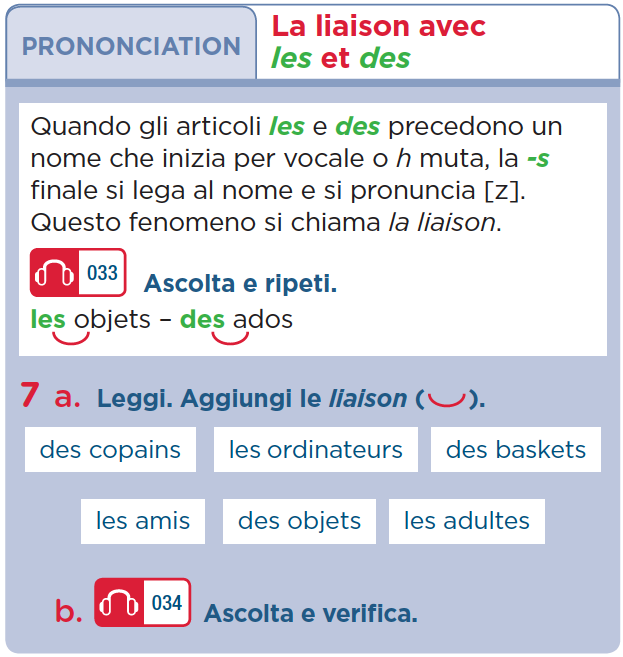 PRONONCIATION
La liaison avec
les et des
Quando gli articoli les e des precedono un
nome che inizia per vocale o h muta, la -s
finale si lega al nome e si pronuncia [z].
Questo fenomeno si chiama la liaison.
033 Ascolta e ripeti.
les objets – des ados
7 a. Leggi. Aggiungi le liaison (‿).
des copains les ordinateurs des baskets
les amis des objets les adultes
b. 034 Ascolta e verifica.